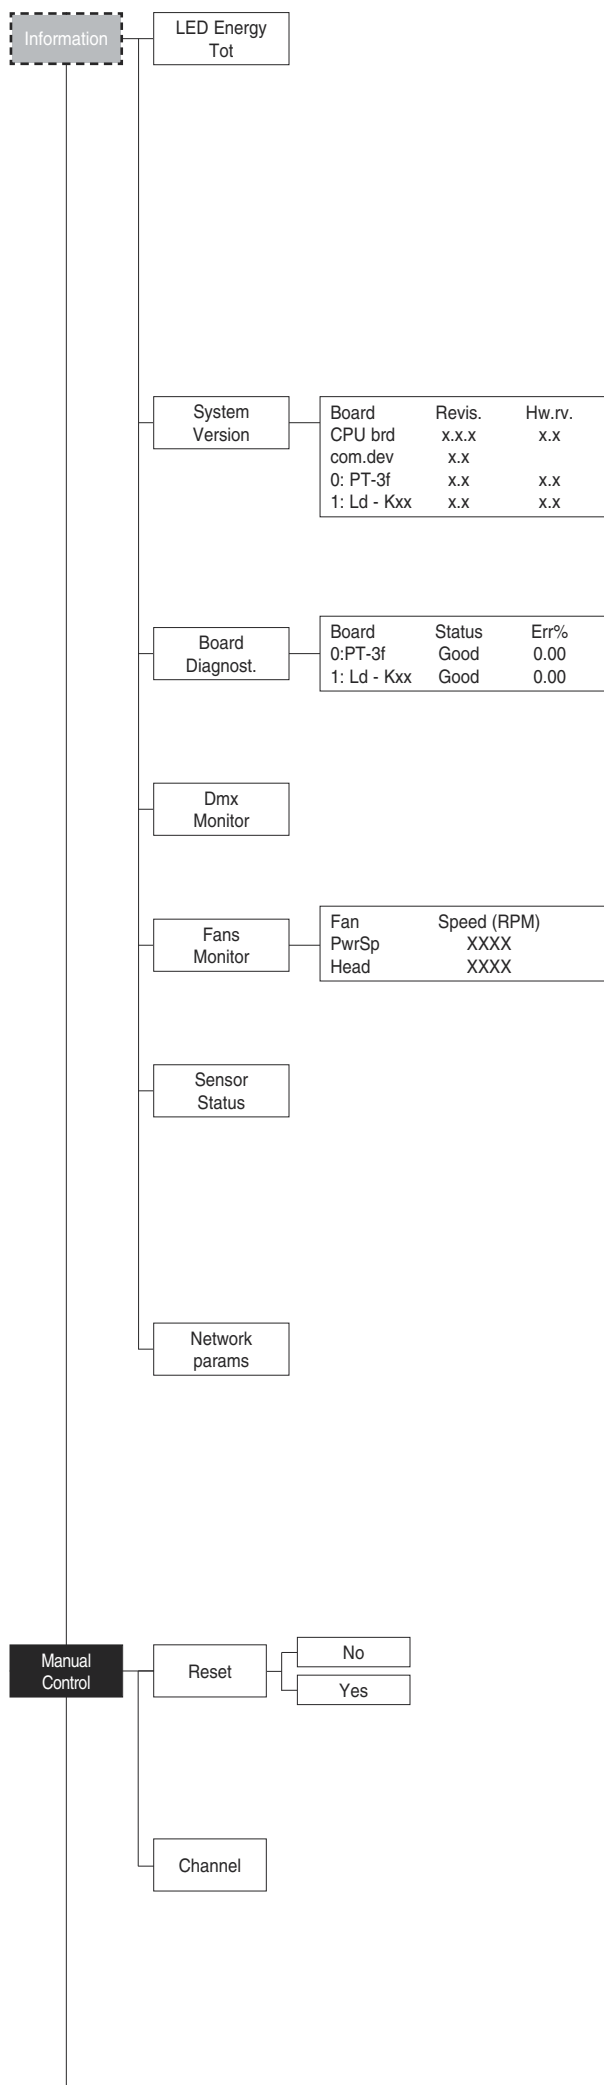 Information
LED Energy
Tot
System
Version
Board Revis. Hw.rv.
CPU brd x.x.x x.x
com.dev x.x
0: PT-3f x.x x.x
1: Ld - Kxx x.x x.x
Board
Diagnost.
Board Status Err%
0:PT-3f Good 0.00
1: Ld - Kxx Good 0.00
Dmx
Monitor
Fans
Monitor
Fan Speed (RPM)
PwrSp XXXX
Head XXXX
Sensor
Status
Network
params
Manual
Control
Reset
No
Yes
Channel